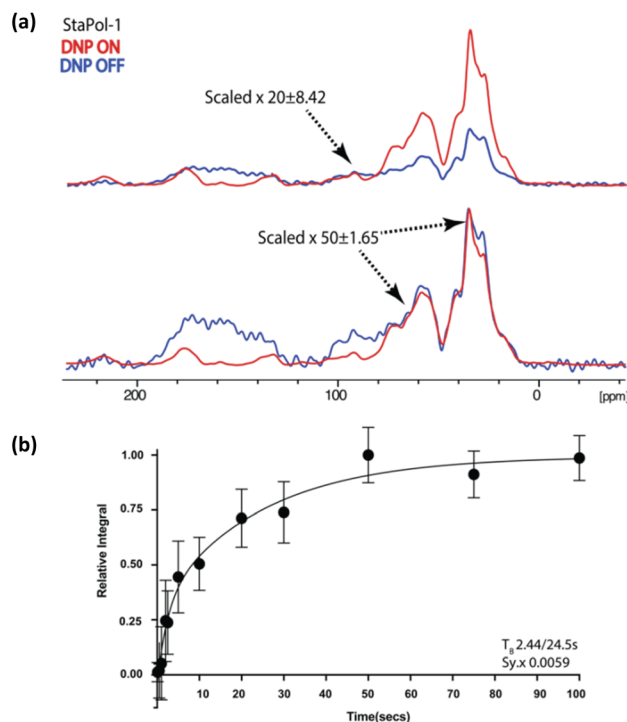 (a)
StaPol-1
DNP ON
DNP OFF
Scaled x 20±8.42
Scaled x 50±1.65
200 100 0 [ppm]
(b)
1.00
0.75
0.50
0.25
0.00
Relative Integral
10 20 30 40 50 60 70 80 90 100
Time(secs)
T_B 2.44/24.5s
Sy.x 0.0059